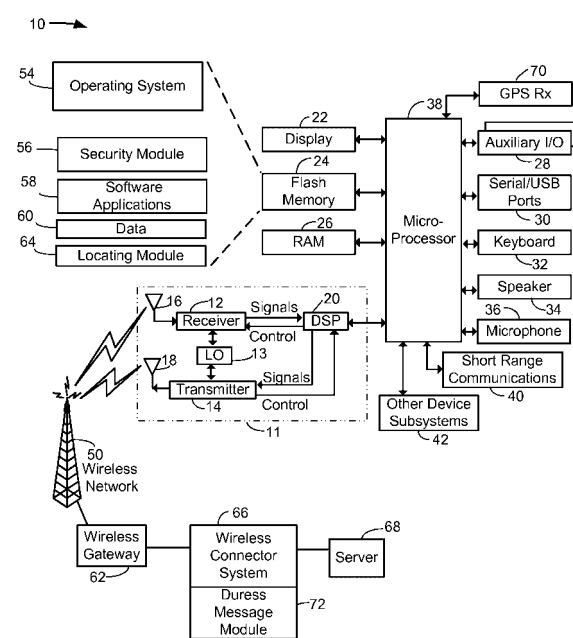 10
54
Operating System
56
Security Module
58
Software
Applications
60
Data
64
Locating Module
22
Display
24
Flash
Memory
26
RAM
38
Micro-
Processor
70
GPS Rx
Auxiliary I/O
28
Serial/USB
Ports
30
Keyboard
32
Speaker
34
36
Microphone
Short Range
Communications
40
Other Device
Subsystems
42
16
12
Receiver
Signals
20
DSP
Control
LO
13
18
Signals
Transmitter
14
Control
11
50
Wireless
Network
Wireless
Gateway
62
66
Wireless
Connector
System
Duress
Message
Module
72
68
Server